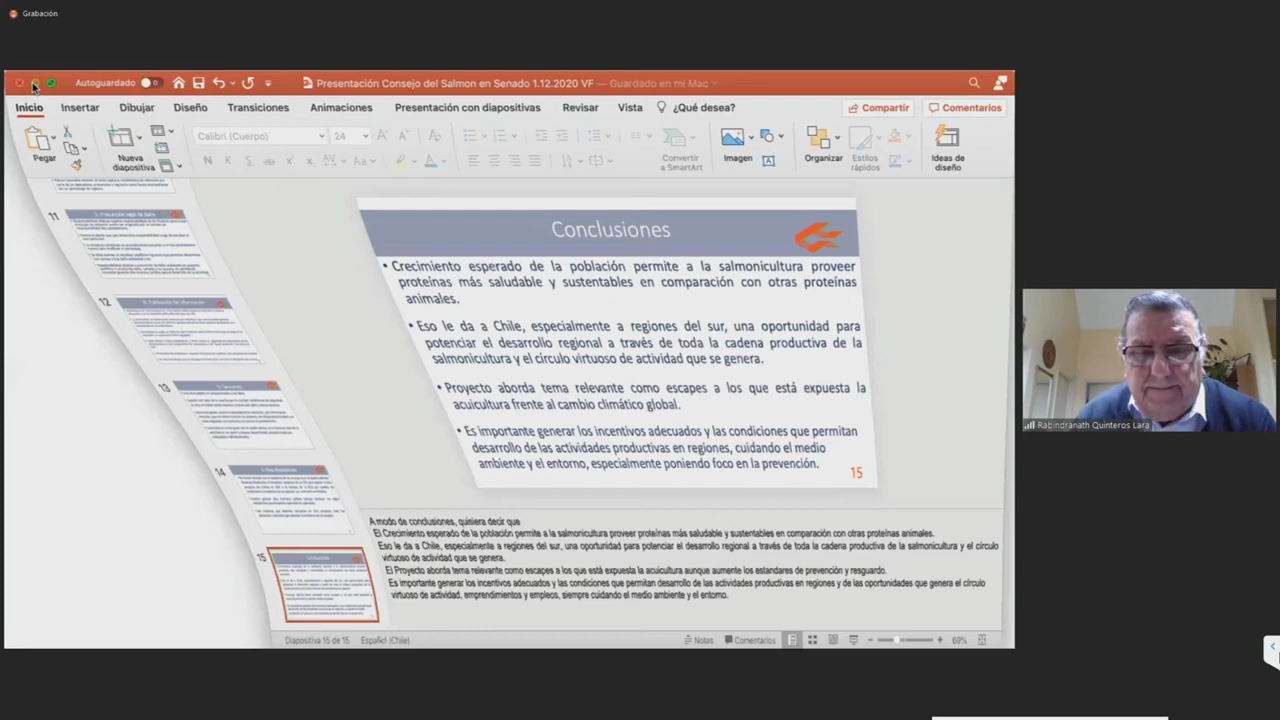 Grabación
Autoguardado
Presentación Consejo del Salmon en Senado 1.12.2020 VF — Guardado en mi Mac
Inicio Insertar Dibujar Diseño Transiciones Animaciones Presentación con diapositivas Revisar Vista ¿Qué desea? Compartir Comentarios
Pegar
Nueva diapositiva
Calibri (Cuerpo) 24
Convertir a SmartArt
Imagen
Organizar
Estilos rápidos
Ideas de diseño
11
12
13
14
15
Conclusiones
• Crecimiento esperado de la población permite a la salmonicultura proveer
proteínas más saludable y sustentables en comparación con otras proteínas
animales.
• Eso le da a Chile, especialmente a regiones del sur, una oportunidad para
potenciar el desarrollo regional a través de toda la cadena productiva de la
salmonicultura y el círculo virtuoso de actividad que se genera.
• Proyecto aborda tema relevante como escapes a los que está expuesta la
acuicultura frente al cambio climático global.
• Es importante generar los incentivos adecuados y las condiciones que permitan
desarrollo de las actividades productivas en regiones, cuidando el medio
ambiente y el entorno, especialmente poniendo foco en la prevención.
15
A modo de conclusiones, quisiera decir que
El Crecimiento esperado de la población permite a la salmonicultura proveer proteínas más saludable y sustentables en comparación con otras proteínas animales.
Eso le da a Chile, especialmente a regiones del sur, una oportunidad para potenciar el desarrollo regional a través de toda la cadena productiva de la salmonicultura y el círculo
virtuoso de actividad que se genera.
El Proyecto aborda tema relevante como escapes a los que está expuesta la acuicultura aunque aumente los estandares de prevención y resguardo.
Es importante generar los incentivos adecuados y las condiciones que permitan desarrollo de las actividades productivas en regiones y de las oportunidades que genera el círculo
virtuoso de actividad, emprendimientos y empleos, siempre cuidando el medio ambiente y el entorno.
Diapositiva 15 de 15 Español (Chile) Notas Comentarios 69%
Rabindranath Quinteros Lara